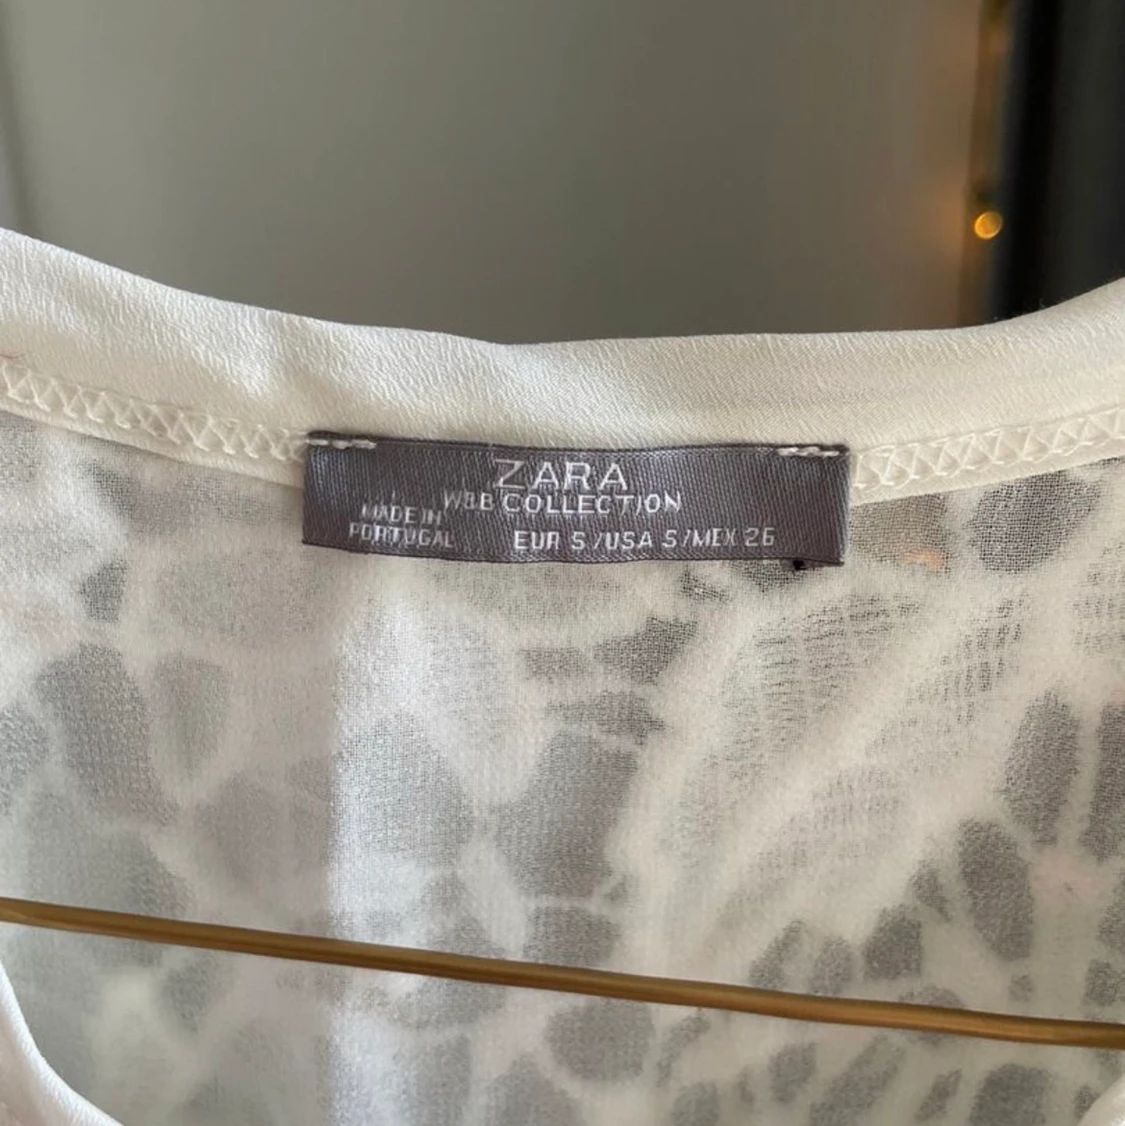 ZARA
W&B COLLECTION
MADE IN
PORTUGAL
EUR S /USA S /MEX 26